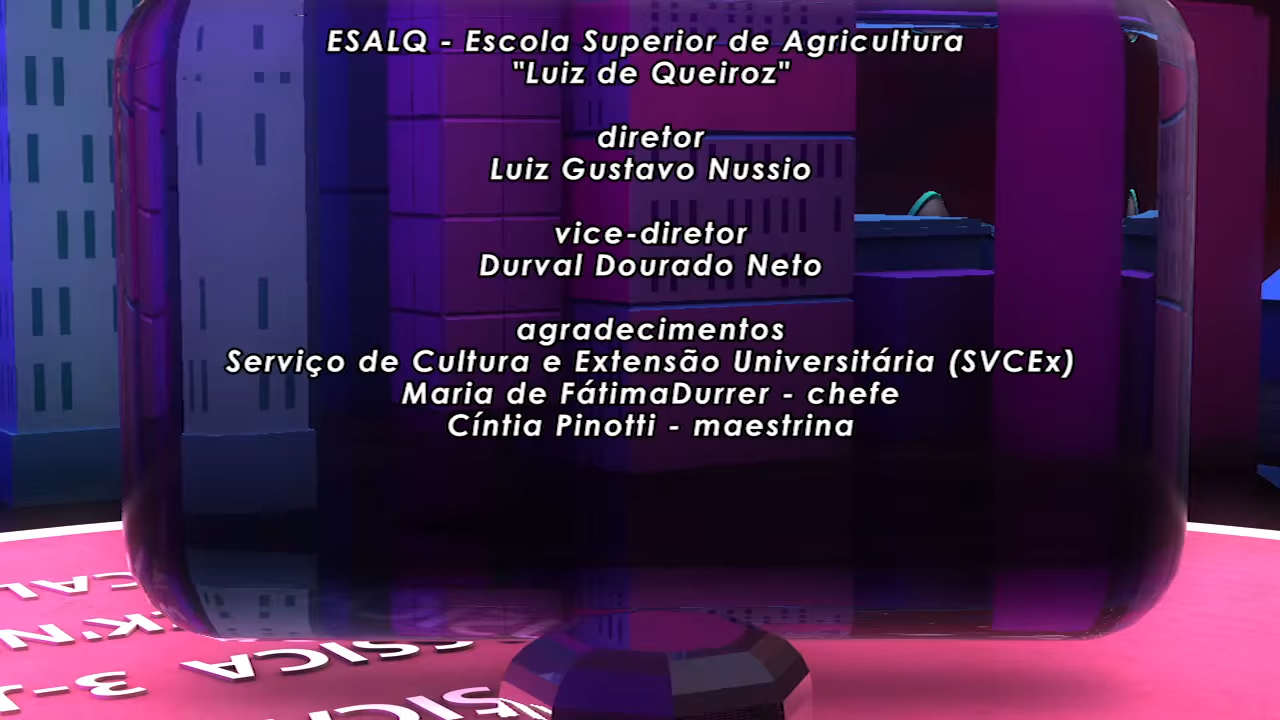 ESALQ - Escola Superior de Agricultura
"Luiz de Queiroz"
diretor
Luiz Gustavo Nussio
vice-diretor
Durval Dourado Neto
agradecimentos
Serviço de Cultura e Extensão Universitária (SVCEx)
Maria de FátimaDurrer - chefe
Cíntia Pinotti - maestrina